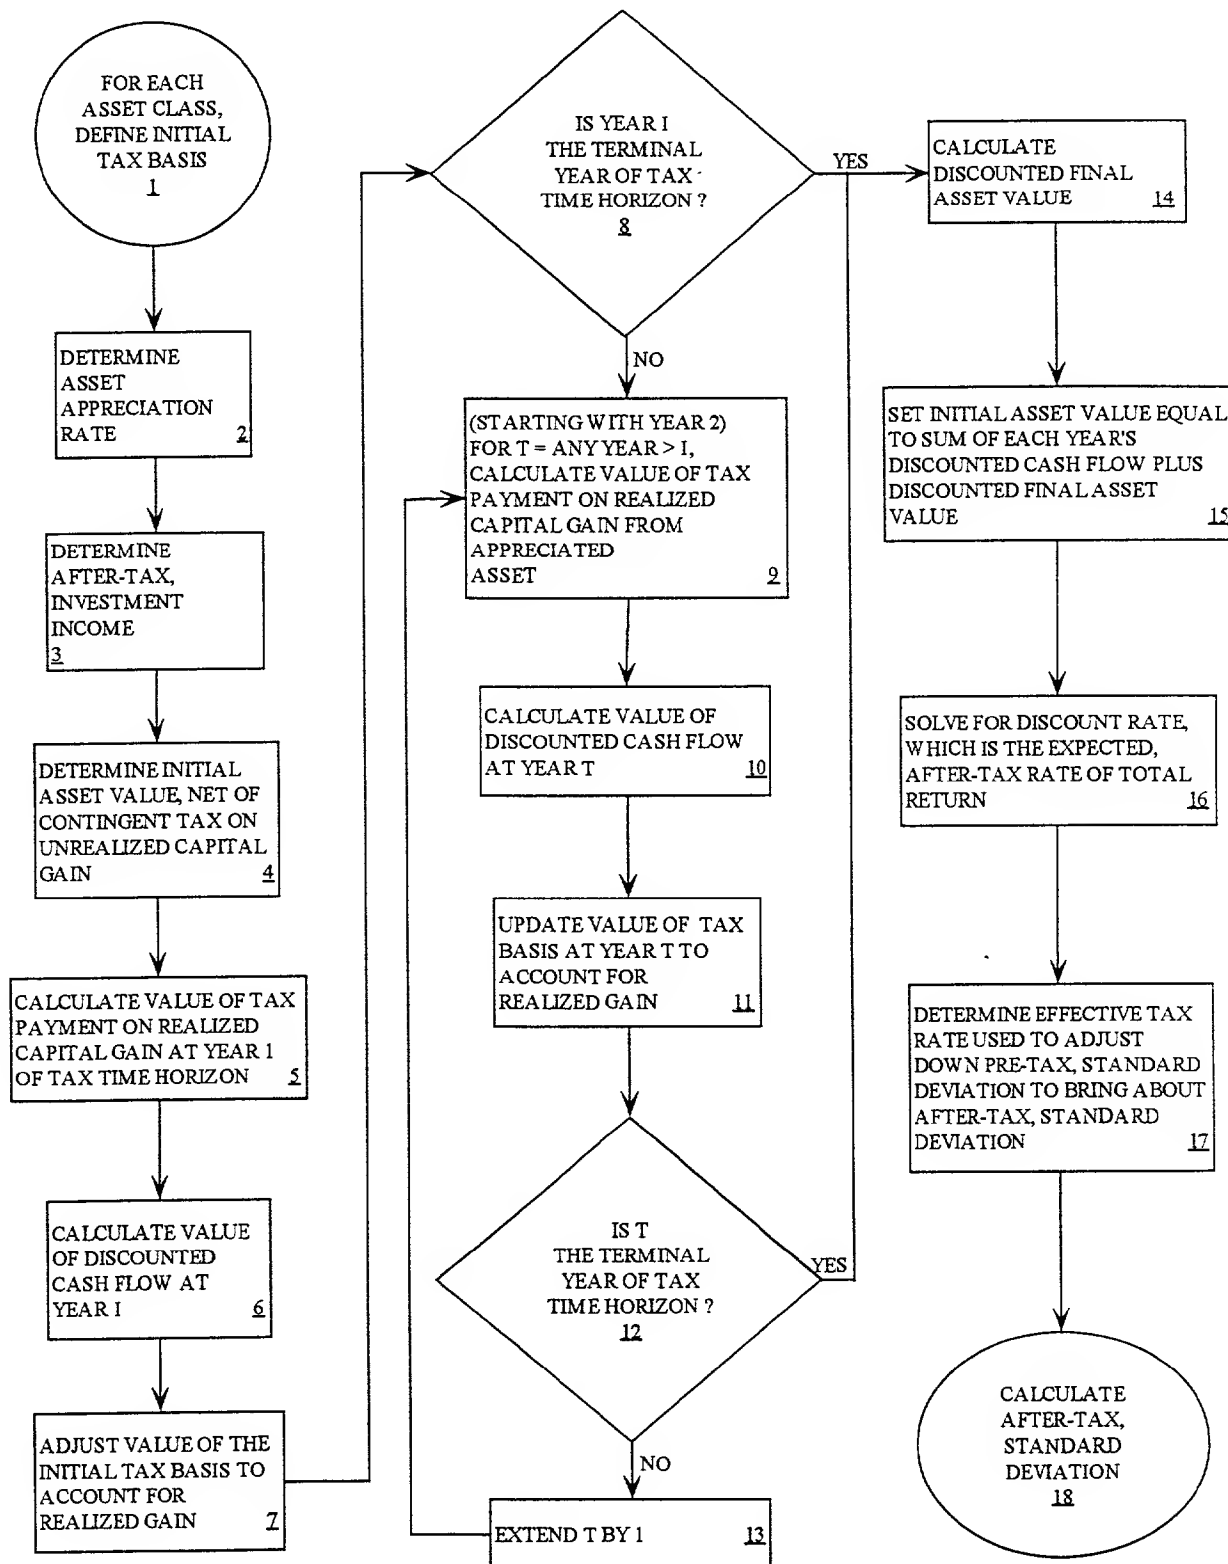 FOR EACH
ASSET CLASS,
DEFINE INITIAL
TAX BASIS
1
DETERMINE
ASSET
APPRECIATION
RATE 2
DETERMINE
AFTER-TAX,
INVESTMENT
INCOME
3
DETERMINE INITIAL
ASSET VALUE, NET OF
CONTINGENT TAX ON
UNREALIZED CAPITAL
GAIN 4
CALCULATE VALUE OF TAX
PAYMENT ON REALIZED
CAPITAL GAIN AT YEAR 1
OF TAX TIME HORIZON 5
CALCULATE VALUE
OF DISCOUNTED
CASH FLOW AT
YEAR I 6
ADJUST VALUE OF THE
INITIAL TAX BASIS TO
ACCOUNT FOR
REALIZED GAIN 7
IS YEAR I
THE TERMINAL
YEAR OF TAX
TIME HORIZON ?
8
YES
NO
(STARTING WITH YEAR 2)
FOR T = ANY YEAR > I,
CALCULATE VALUE OF TAX
PAYMENT ON REALIZED
CAPITAL GAIN FROM
APPRECIATED
ASSET 9
CALCULATE VALUE OF
DISCOUNTED CASH FLOW
AT YEAR T 10
UPDATE VALUE OF TAX
BASIS AT YEAR T TO
ACCOUNT FOR
REALIZED GAIN 11
IS T
THE TERMINAL
YEAR OF TAX
TIME HORIZON ?
12
YES
NO
EXTEND T BY 1 13
CALCULATE
DISCOUNTED FINAL
ASSET VALUE 14
SET INITIAL ASSET VALUE EQUAL
TO SUM OF EACH YEAR'S
DISCOUNTED CASH FLOW PLUS
DISCOUNTED FINAL ASSET
VALUE 15
SOLVE FOR DISCOUNT RATE,
WHICH IS THE EXPECTED,
AFTER-TAX RATE OF TOTAL
RETURN 16
DETERMINE EFFECTIVE TAX
RATE USED TO ADJUST
DOWN PRE-TAX, STANDARD
DEVIATION TO BRING ABOUT
AFTER-TAX, STANDARD
DEVIATION 17
CALCULATE
AFTER-TAX,
STANDARD
DEVIATION
18